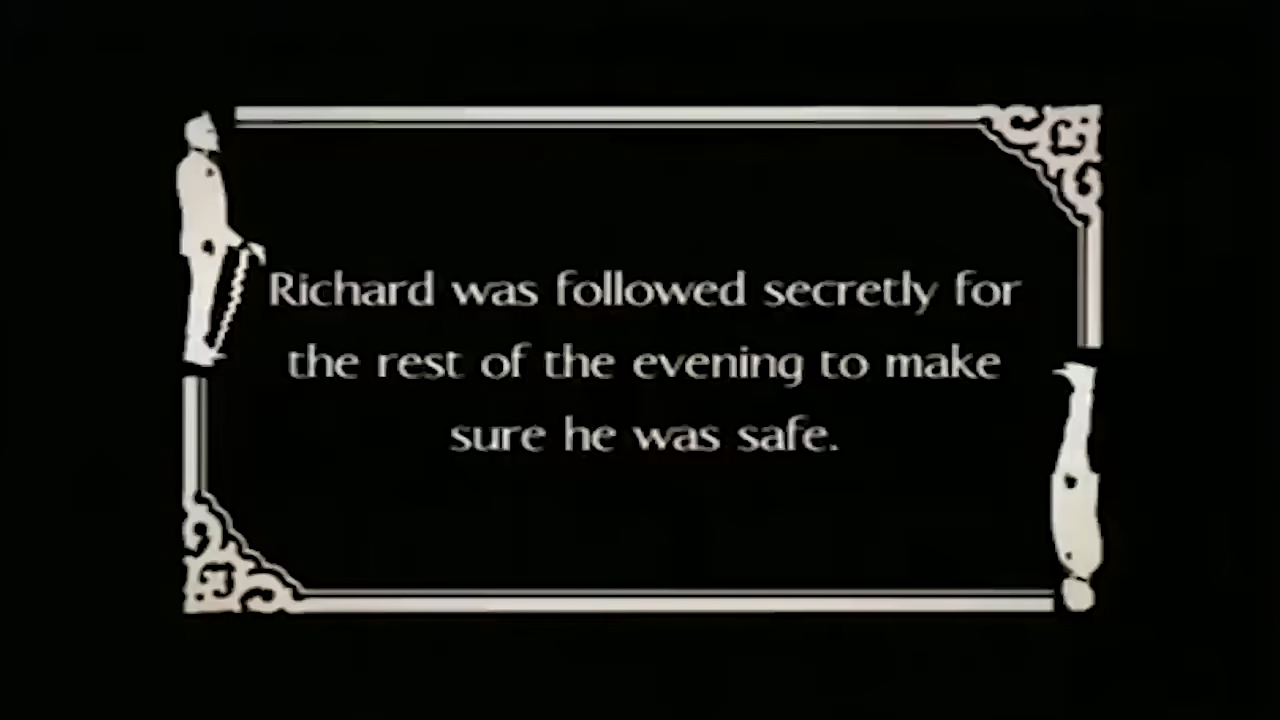 Richard was followed secretly for
the rest of the evening to make
sure he was safe.